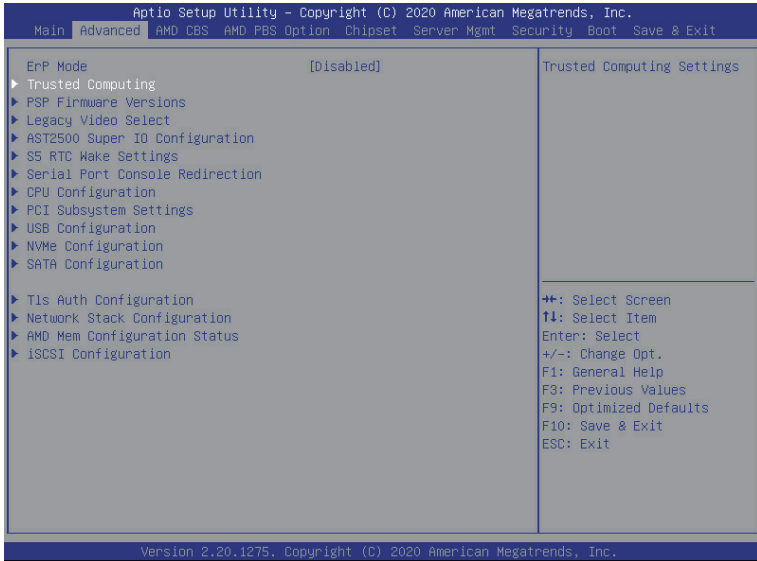 Aptio Setup Utility – Copyright (C) 2020 American Megatrends, Inc.
Main Advanced AMD CBS AMD PBS Option Chipset Server Mgmt Security Boot Save & Exit
ErP Mode [Disabled]
Trusted Computing
PSP Firmware Versions
Legacy Video Select
AST2500 Super IO Configuration
S5 RTC Wake Settings
Serial Port Console Redirection
CPU Configuration
PCI Subsystem Settings
USB Configuration
NVMe Configuration
SATA Configuration
Tls Auth Configuration
Network Stack Configuration
AMD Mem Configuration Status
iSCSI Configuration
Trusted Computing Settings
→←: Select Screen
↑↓: Select Item
Enter: Select
+/-: Change Opt.
F1: General Help
F3: Previous Values
F9: Optimized Defaults
F10: Save & Exit
ESC: Exit
Version 2.20.1275. Copyright (C) 2020 American Megatrends, Inc.